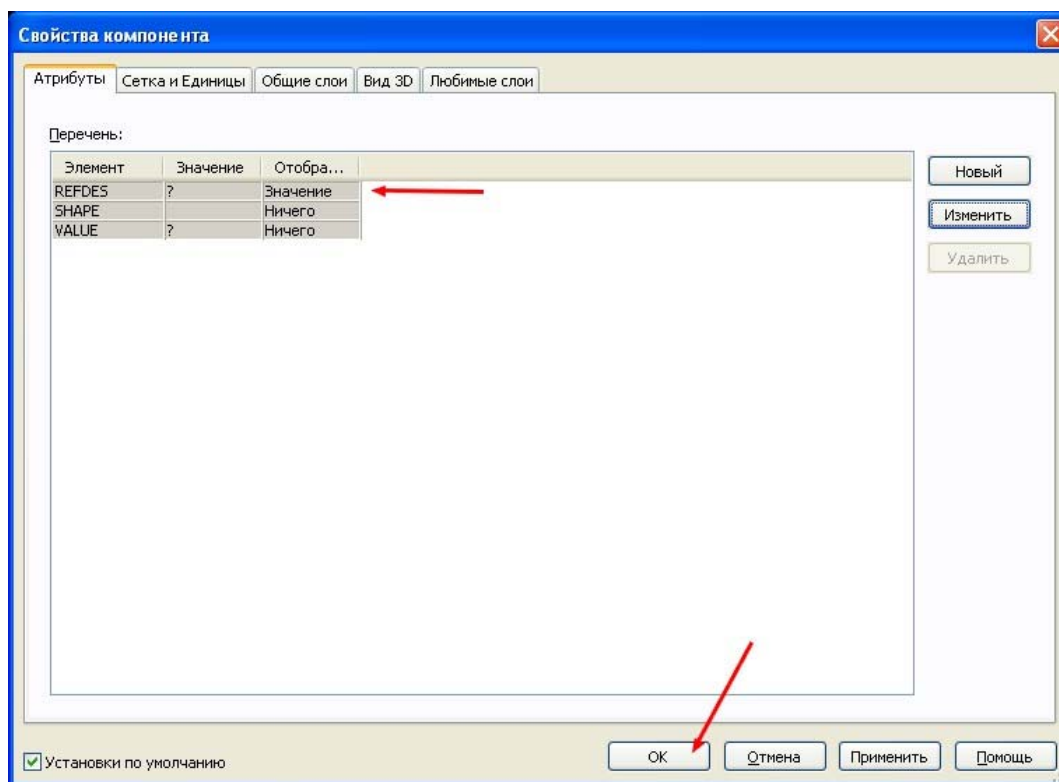 Свойства компонента
Атрибуты Сетка и Единицы Общие слои Вид 3D Любимые слои
Перечень:
Элемент Значение Отобра...
REFDES ? Значение
SHAPE Ничего
VALUE ? Ничего
Новый
Изменить
Удалить
Установки по умолчанию
OK Отмена Применить Помощь